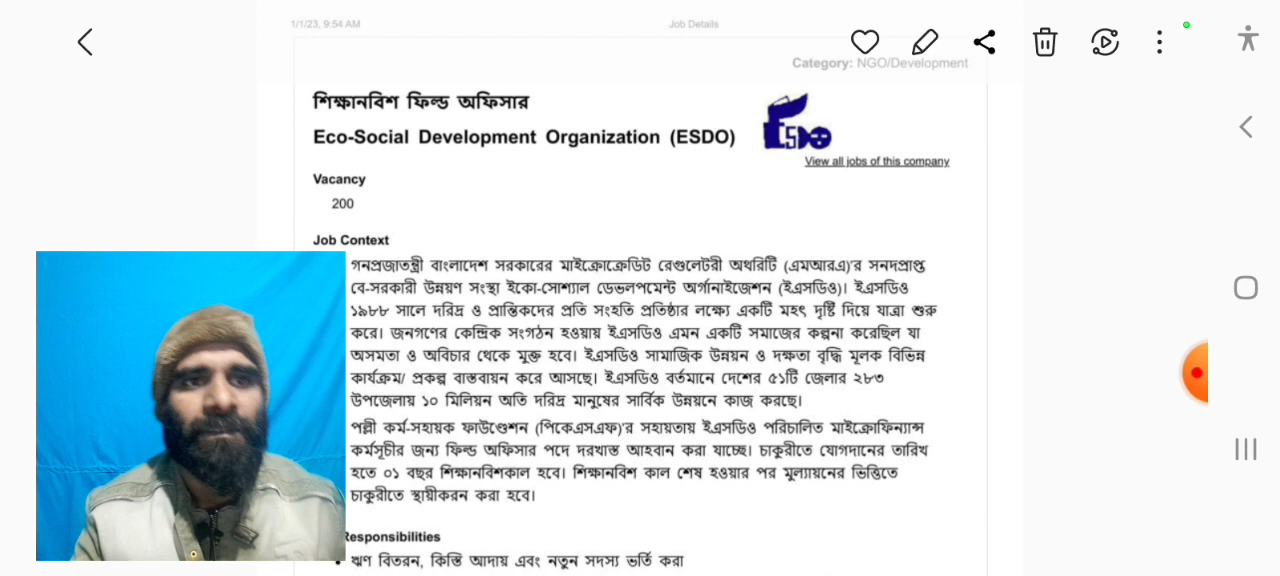 1/1/23, 9:54 AM
Job Details
Category: NGO/Development
শিক্ষানবিশ ফিল্ড অফিসার
Eco-Social Development Organization (ESDO)
ESDO
View all jobs of this company
Vacancy
200
Job Context
গনপ্রজাতন্ত্রী বাংলাদেশ সরকারের মাইক্রোক্রেডিট রেগুলেটরী অথরিটি (এমআরএ)'র সনদপ্রাপ্ত
বে-সরকারী উন্নয়ণ সংস্থা ইকো-সোশ্যাল ডেভলপমেন্ট অর্গানাইজেশন (ইএসডিও)। ইএসডিও
১৯৮৮ সালে দরিদ্র ও প্রান্তিকদের প্রতি সংহতি প্রতিষ্ঠার লক্ষ্যে একটি মহৎ দৃষ্টি দিয়ে যাত্রা শুরু
করে। জনগণের কেন্দ্রিক সংগঠন হওয়ায় ইএসডিও এমন একটি সমাজের কল্পনা করেছিল যা
অসমতা ও অবিচার থেকে মুক্ত হবে। ইএসডিও সামাজিক উন্নয়ন ও দক্ষতা বৃদ্ধি মূলক বিভিন্ন
কার্যক্রম/ প্রকল্প বাস্তবায়ন করে আসছে। ইএসডিও বর্তমানে দেশের ৫১টি জেলার ২৮৩
উপজেলায় ১০ মিলিয়ন অতি দরিদ্র মানুষের সার্বিক উন্নয়নে কাজ করছে।
পল্লী কর্ম-সহায়ক ফাউণ্ডেশন (পিকেএসএফ)'র সহায়তায় ইএসডিও পরিচালিত মাইক্রোফিন্যান্স
কর্মসূচীর জন্য ফিল্ড অফিসার পদে দরখাস্ত আহবান করা যাচ্ছে। চাকুরীতে যোগদানের তারিখ
হতে ০১ বছর শিক্ষানবিশকাল হবে। শিক্ষানবিশ কাল শেষ হওয়ার পর মুল্যায়নের ভিত্তিতে
চাকুরীতে স্থায়ীকরন করা হবে।
Responsibilities
• ঋণ বিতরন, কিস্তি আদায় এবং নতুন সদস্য ভর্তি করা